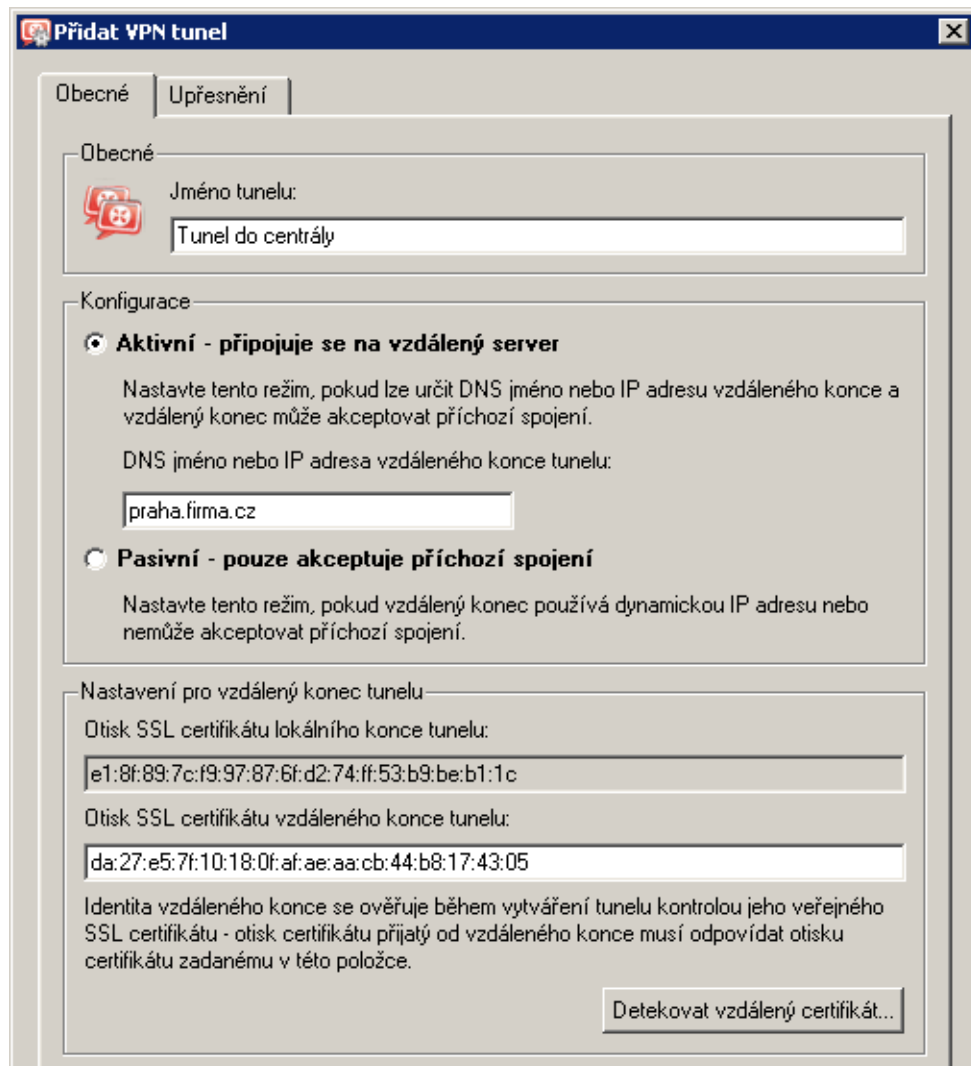 Přidat VPN tunel
Obecné
Upřesnění
Obecné
Jméno tunelu:
Tunel do centrály
Konfigurace
Aktivní - připojuje se na vzdálený server
Nastavte tento režim, pokud lze určit DNS jméno nebo IP adresu vzdáleného konce a
vzdálený konec může akceptovat příchozí spojení.
DNS jméno nebo IP adresa vzdáleného konce tunelu:
praha.firma.cz
Pasivní - pouze akceptuje příchozí spojení
Nastavte tento režim, pokud vzdálený konec používá dynamickou IP adresu nebo
nemůže akceptovat příchozí spojení.
Nastavení pro vzdálený konec tunelu
Otisk SSL certifikátu lokálního konce tunelu:
e1:8f:89:7c:f9:97:87:6f:d2:74:ff:53:b9:be:b1:1c
Otisk SSL certifikátu vzdáleného konce tunelu:
da:27:e5:7f:10:18:0f:af:ae:aa:cb:44:b8:17:43:05
Identita vzdáleného konce se ověřuje během vytváření tunelu kontrolou jeho veřejného
SSL certifikátu - otisk certifikátu přijatý od vzdáleného konce musí odpovídat otisku
certifikátu zadanému v této položce.
Detekovat vzdálený certifikát...